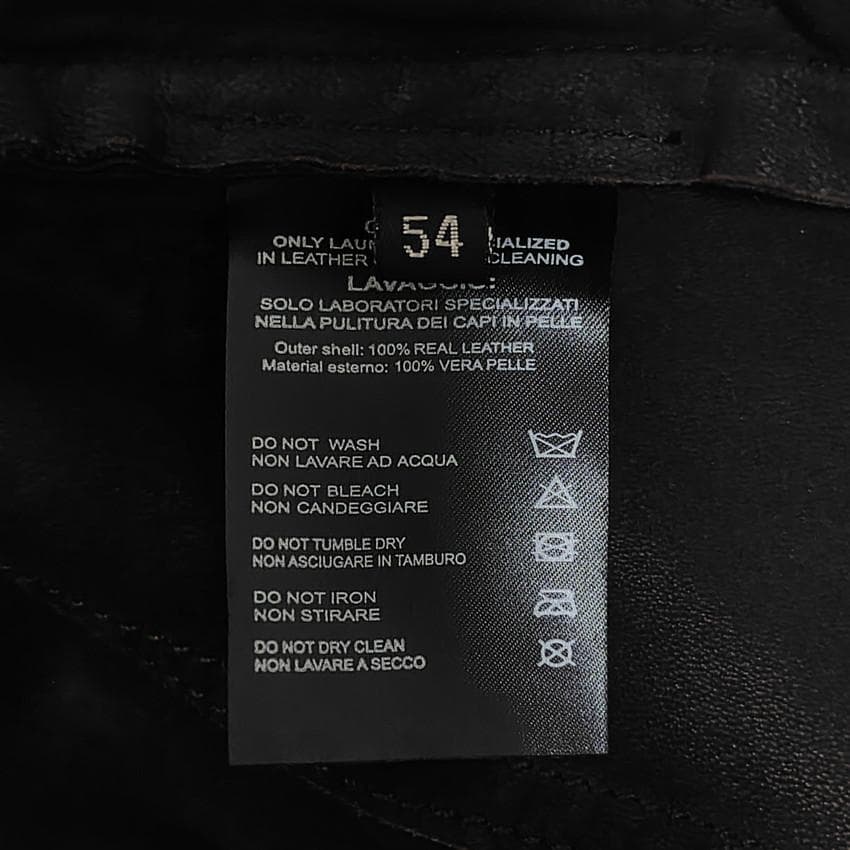 54
ONLY
IN LEATHER CLEANING
SOLO LABORATORI SPECIALIZZATI
NELLA PULITURA DEI CAPI IN PELLE
Outer shell: 100% REAL LEATHER
Material esterno: 100% VERA PELLE
DO NOT WASH
NON LAVARE AD ACQUA
DO NOT BLEACH
NON CANDEGGIARE
DO NOT TUMBLE DRY
NON ASCIUGARE IN TAMBURO
DO NOT IRON
NON STIRARE
DO NOT DRY CLEAN
NON LAVARE A SECCO